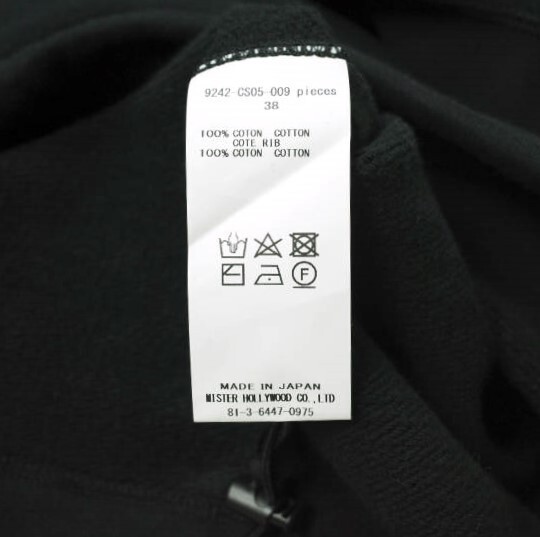 9242-CS05-009 pieces
38
100% COTON COTTON
COTE RIB
100% COTON COTTON
F
MADE IN JAPAN
MISTER HOLLYWOOD CO.,LTD
81-3-6447-0975